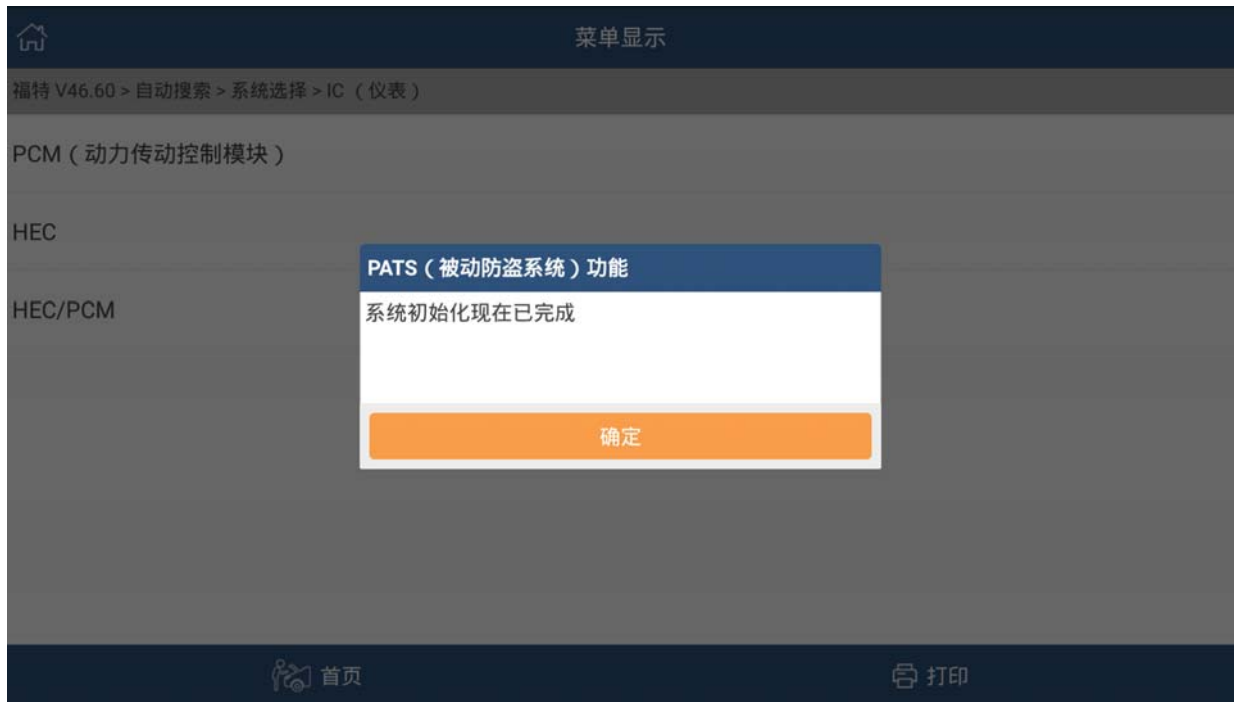 菜单显示
福特 V46.60 > 自动搜索 > 系统选择 > IC （仪表）
PCM（动力传动控制模块）
HEC
HEC/PCM
PATS（被动防盗系统）功能
系统初始化现在已完成
确定
首页
打印